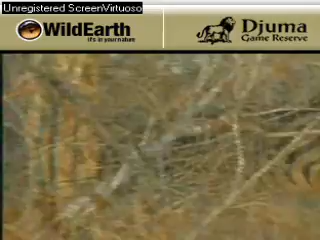 Unregistered ScreenVirtuoso
WildEarth
it's in your nature
Djuma
Game Reserve